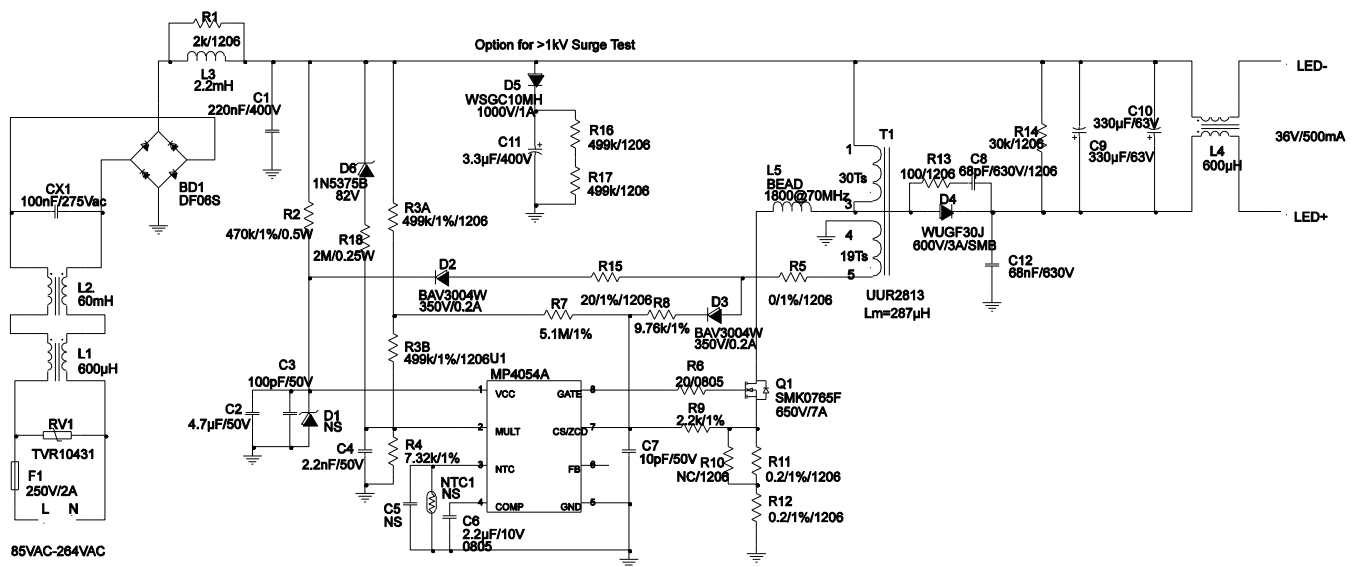 R1
2k/1206
L3
2.2mH
Option for >1kV Surge Test
C1
220nF/400V
D5
WSGC10MH
1000V/1A
C11
+
3.3µF/400V
R16
499k/1206
R17
499k/1206
LED-
C10
330µF/63V
+
+
C9
330µF/63V
R14
30k/1206
36V/500mA
L4
600µH
LED+
T1
1
30Ts
3
4
19Ts
5
UUR2813
Lm=287µH
R13
100/1206
C8
68pF/630V/1206
D4
WUGF30J
600V/3A/SMB
C12
68nF/630V
L5
BEAD
1800@70MHz
BD1
DF06S
CX1
100nF/275Vac
D6
1N5375B
82V
R2
470k/1%/0.5W
R18
2M/0.25W
R3A
499k/1%/1206
D2
BAV3004W
350V/0.2A
R15
20/1%/1206
R5
0/1%/1206
R7
5.1M/1%
R8
9.76k/1%
D3
BAV3004W
350V/0.2A
L2
60mH
L1
600µH
R3B
499k/1%/1206
U1
MP4054A
1
VCC
GATE
8
2
MULT
CS/ZCD
7
3
NTC
FB
6
4
COMP
GND
5
C3
100pF/50V
C2
4.7µF/50V
D1
NS
R6
20/0805
Q1
SMK0765F
650V/7A
R9
2.2k/1%
RV1
TVR10431
F1
250V/2A
L
N
85VAC-264VAC
C4
2.2nF/50V
R4
7.32k/1%
C5
NS
NTC1
NS
C6
2.2µF/10V
0805
C7
10pF/50V
R10
NC/1206
R11
0.2/1%/1206
R12
0.2/1%/1206